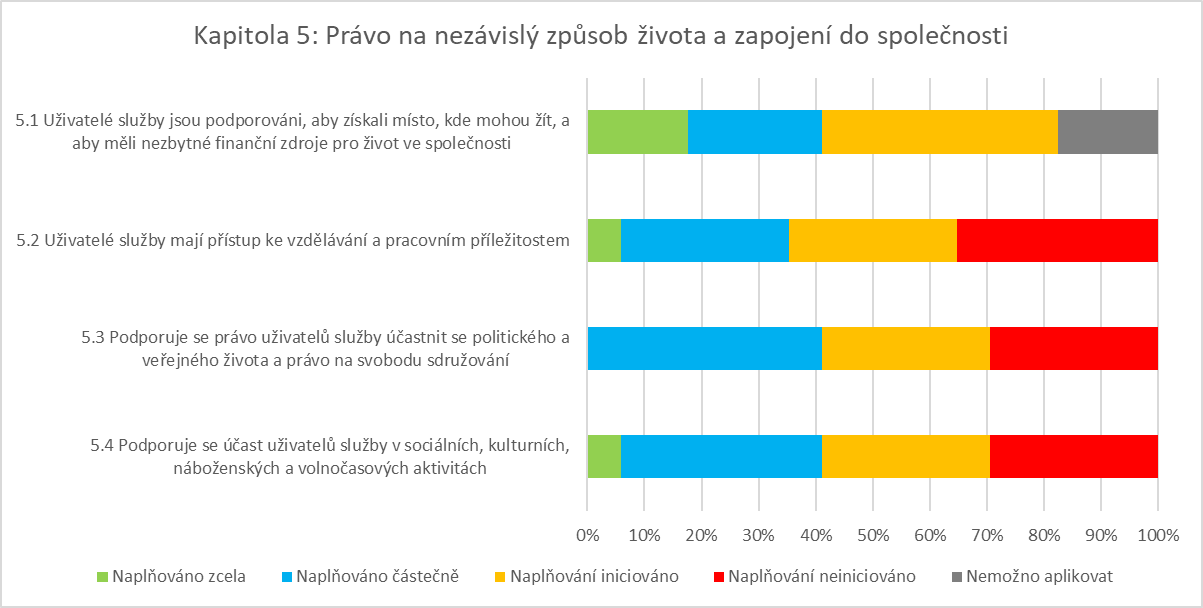 Kapitola 5: Právo na nezávislý způsob života a zapojení do společnosti
5.1 Uživatelé služby jsou podporováni, aby získali místo, kde mohou žít, a
aby měli nezbytné finanční zdroje pro život ve společnosti
5.2 Uživatelé služby mají přístup ke vzdělávání a pracovním příležitostem
5.3 Podporuje se právo uživatelů služby účastnit se politického a
veřejného života a právo na svobodu sdružování
5.4 Podporuje se účast uživatelů služby v sociálních, kulturních,
náboženských a volnočasových aktivitách
0% 10% 20% 30% 40% 50% 60% 70% 80% 90% 100%
Naplňováno zcela Naplňováno částečně Naplňování iniciováno Naplňování neiniciováno Nemožno aplikovat